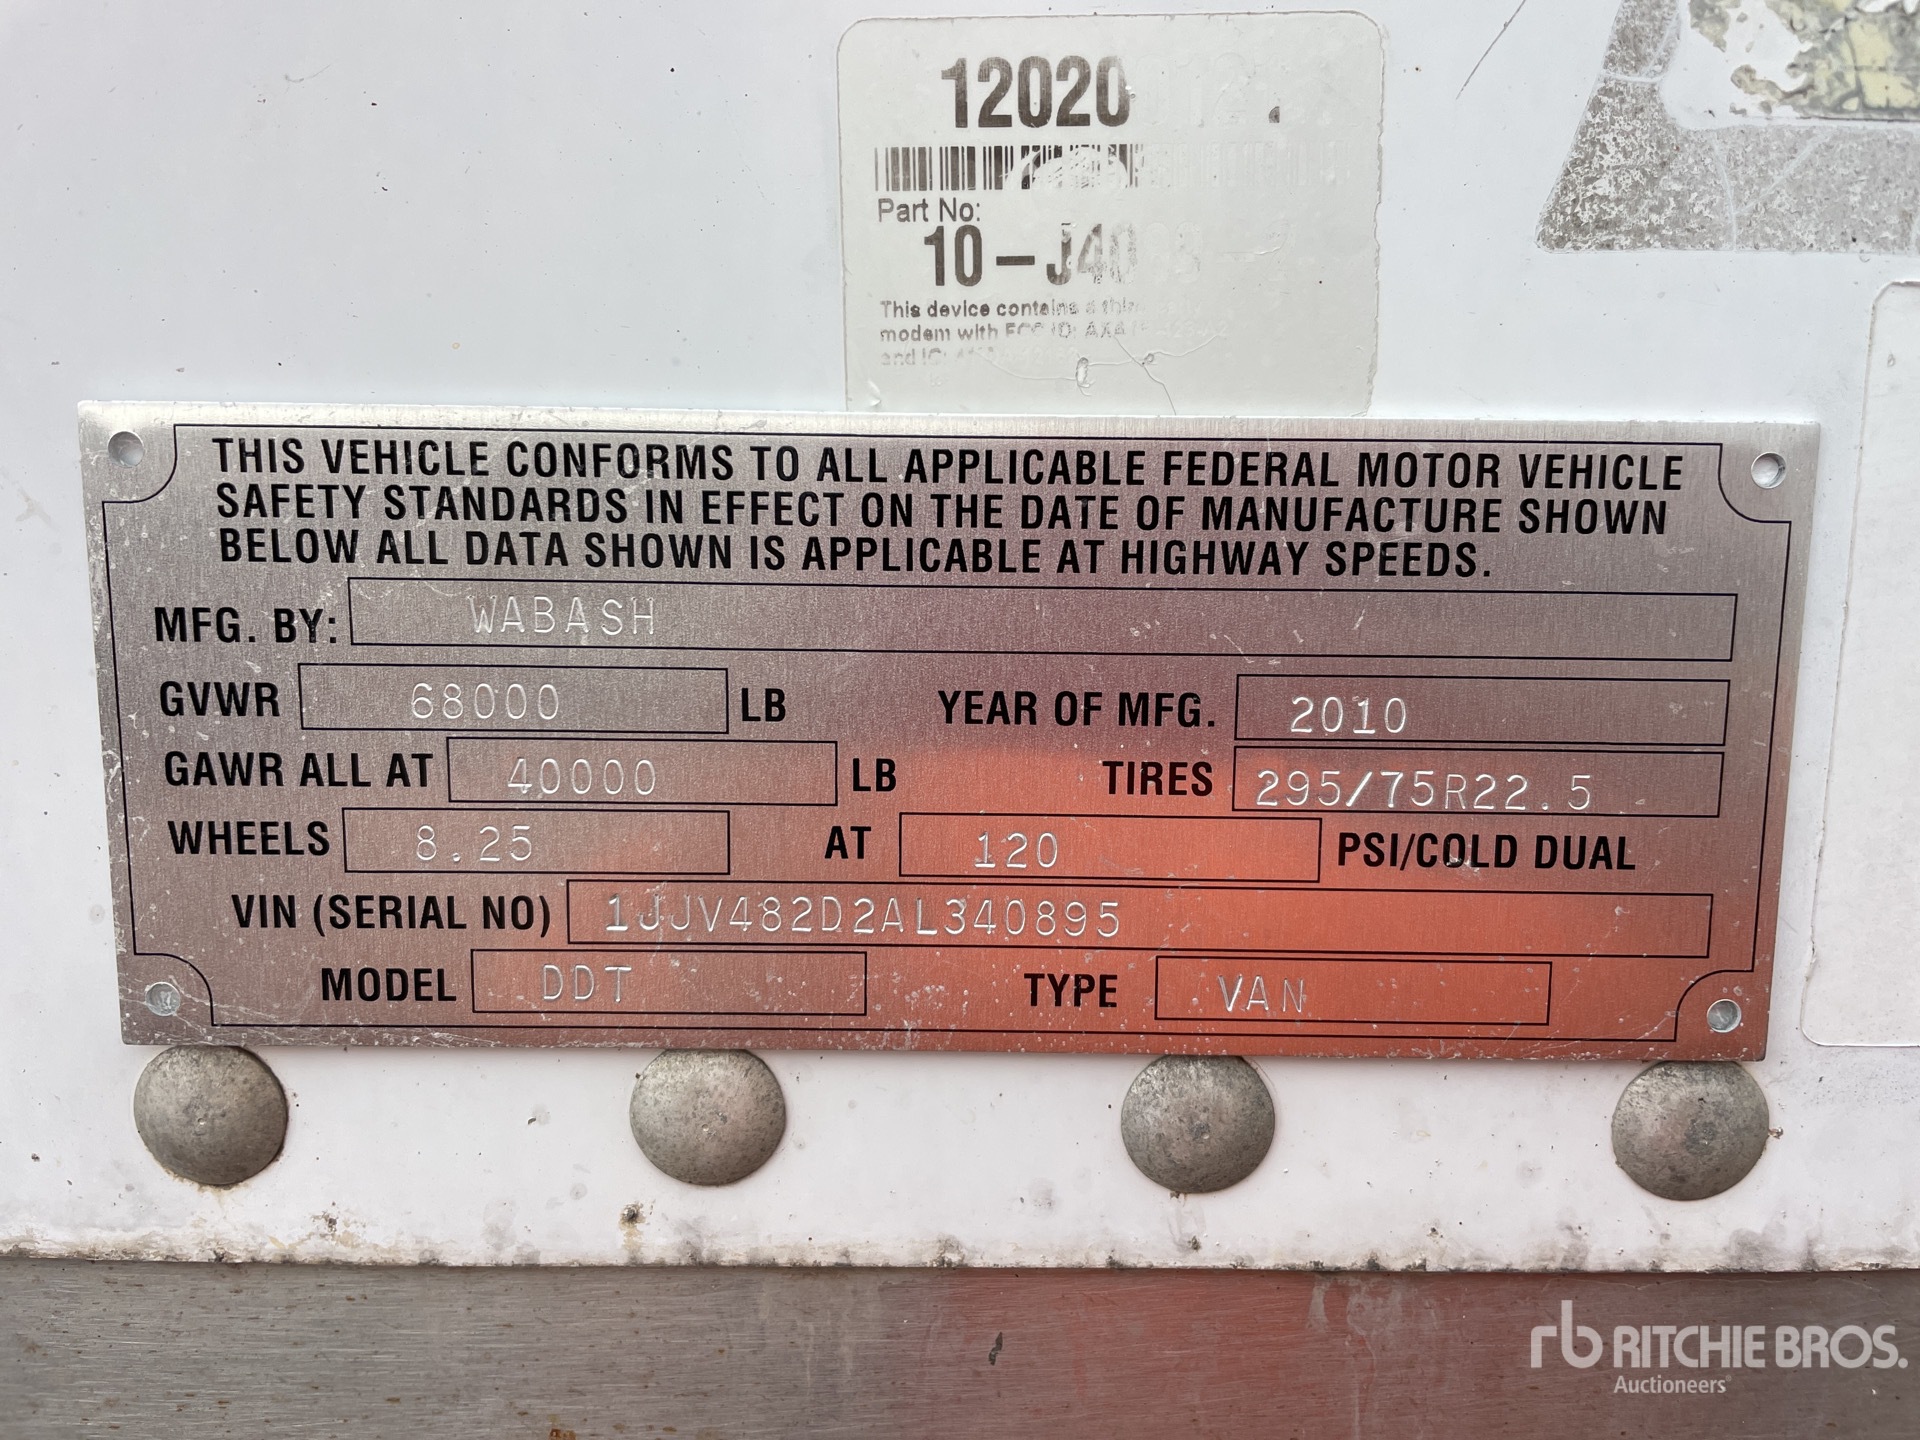 12020
Part No:
10-J4
This device contains a
modem with FCC ID:
and IC:
THIS VEHICLE CONFORMS TO ALL APPLICABLE FEDERAL MOTOR VEHICLE
SAFETY STANDARDS IN EFFECT ON THE DATE OF MANUFACTURE SHOWN
BELOW ALL DATA SHOWN IS APPLICABLE AT HIGHWAY SPEEDS.
MFG. BY: WABASH
GVWR 68000 LB YEAR OF MFG. 2010
GAWR ALL AT 40000 LB TIRES 295/75R22.5
WHEELS 8.25 AT 120 PSI/COLD DUAL
VIN (SERIAL NO) 1JJV482D2AL340895
MODEL DDT TYPE VAN
rb RITCHIE BROS.
Auctioneers